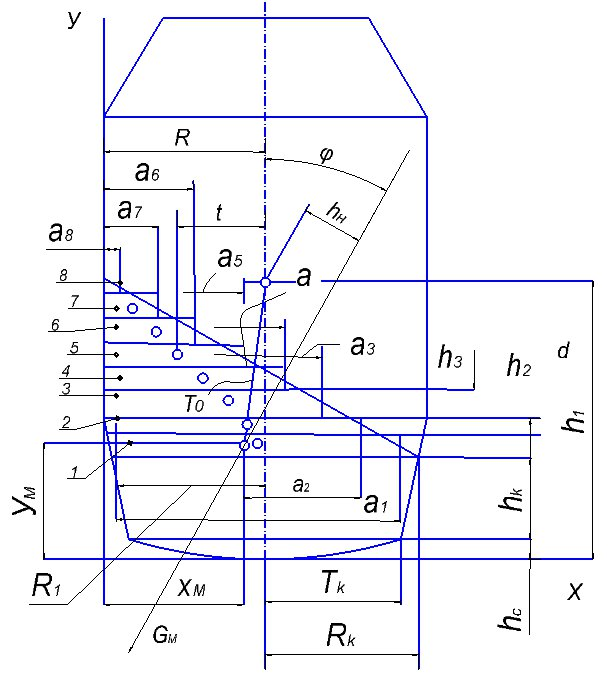 y
R
φ
a6
hн
a7
t
a8
a5
8
a
7
6
5
a3
h3
h2
d
4
3
T0
h1
2
1
a2
a1
hk
yм
R1
xм
Tk
x
hc
Gм
Rk